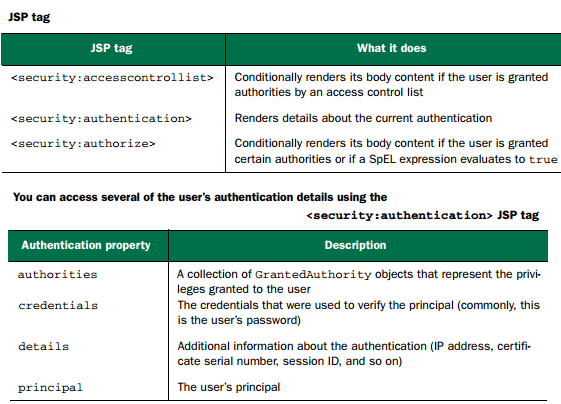 JSP tag
JSP tag What it does
<security:accesscontrollist> Conditionally renders its body content if the user is granted
authorities by an access control list
<security:authentication> Renders details about the current authentication
<security:authorize> Conditionally renders its body content if the user is granted
certain authorities or if a SpEL expression evaluates to true
You can access several of the user’s authentication details using the
<security:authentication> JSP tag
Authentication property Description
authorities A collection of GrantedAuthority objects that represent the privi-
leges granted to the user
credentials The credentials that were used to verify the principal (commonly, this
is the user’s password)
details Additional information about the authentication (IP address, certifi-
cate serial number, session ID, and so on)
principal The user’s principal